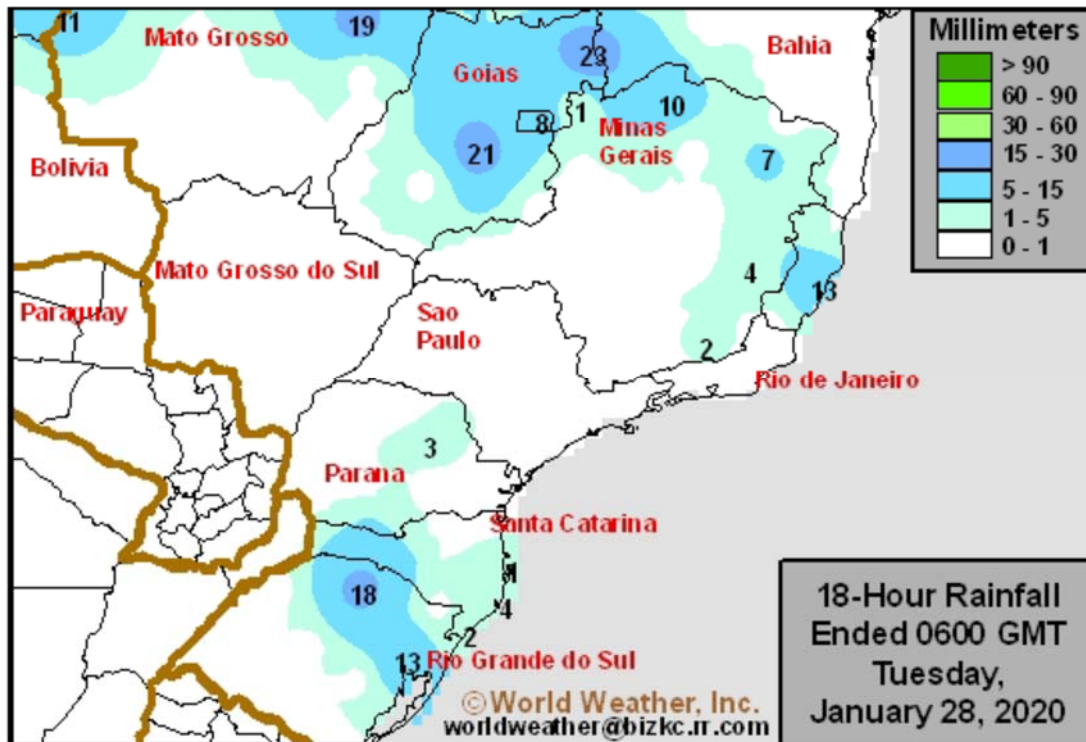 11
Mato Grosso
19
Goias
23
Bahia
Millimeters
> 90
60 - 90
30 - 60
15 - 30
5 - 15
1 - 5
0 - 1
10
1
8
Minas
Gerais
21
7
Bolivia
Mato Grosso do Sul
4
13
Paraguay
Sao
Paulo
2
Rio de Janeiro
3
Parana
Santa Catarina
18
4
2
13
Rio Grande do Sul
©World Weather, Inc.
worldweather@bizkc.rr.com
18-Hour Rainfall
Ended 0600 GMT
Tuesday,
January 28, 2020